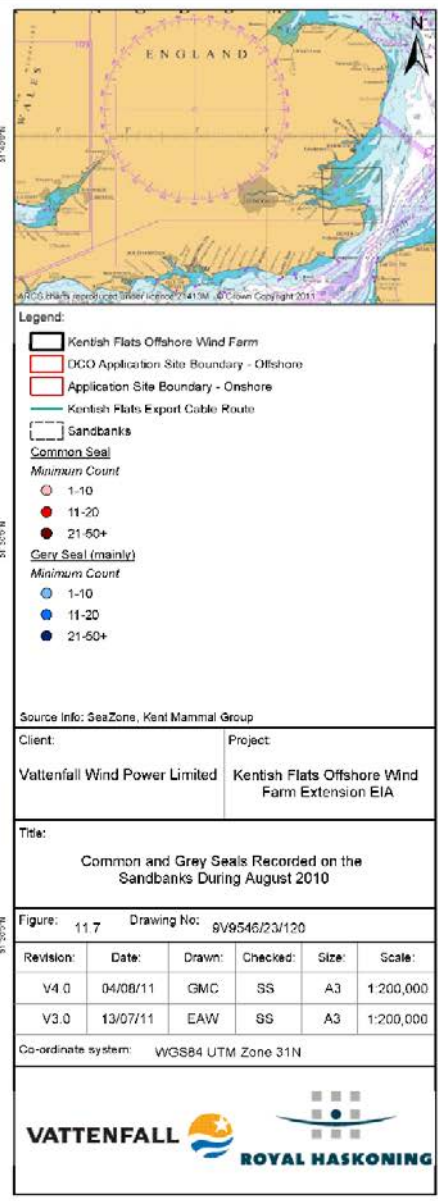 N
ENGLAND
WALES
ARCS charts reproduced under licence 21413M. © Crown Copyright 2011
Legend:
Kentish Flats Offshore Wind Farm
DCO Application Site Boundary - Offshore
Application Site Boundary - Onshore
Kentish Flats Export Cable Route
Sandbanks
Common Seal
Minimum Count
1-10
11-20
21-50+
Gery Seal (mainly)
Minimum Count
1-10
11-20
21-50+
Source Info: SeaZone, Kent Mammal Group
Client: Project:
Vattenfall Wind Power Limited Kentish Flats Offshore Wind
Farm Extension EIA
Title:
Common and Grey Seals Recorded on the
Sandbanks During August 2010
Figure: 11.7 Drawing No: 9V9546/23/120
Revision: Date: Drawn: Checked: Size: Scale:
V4.0 04/08/11 GMC SS A3 1:200,000
V3.0 13/07/11 EAW SS A3 1:200,000
Co-ordinate system: WGS84 UTM Zone 31N
VATTENFALL
ROYAL HASKONING